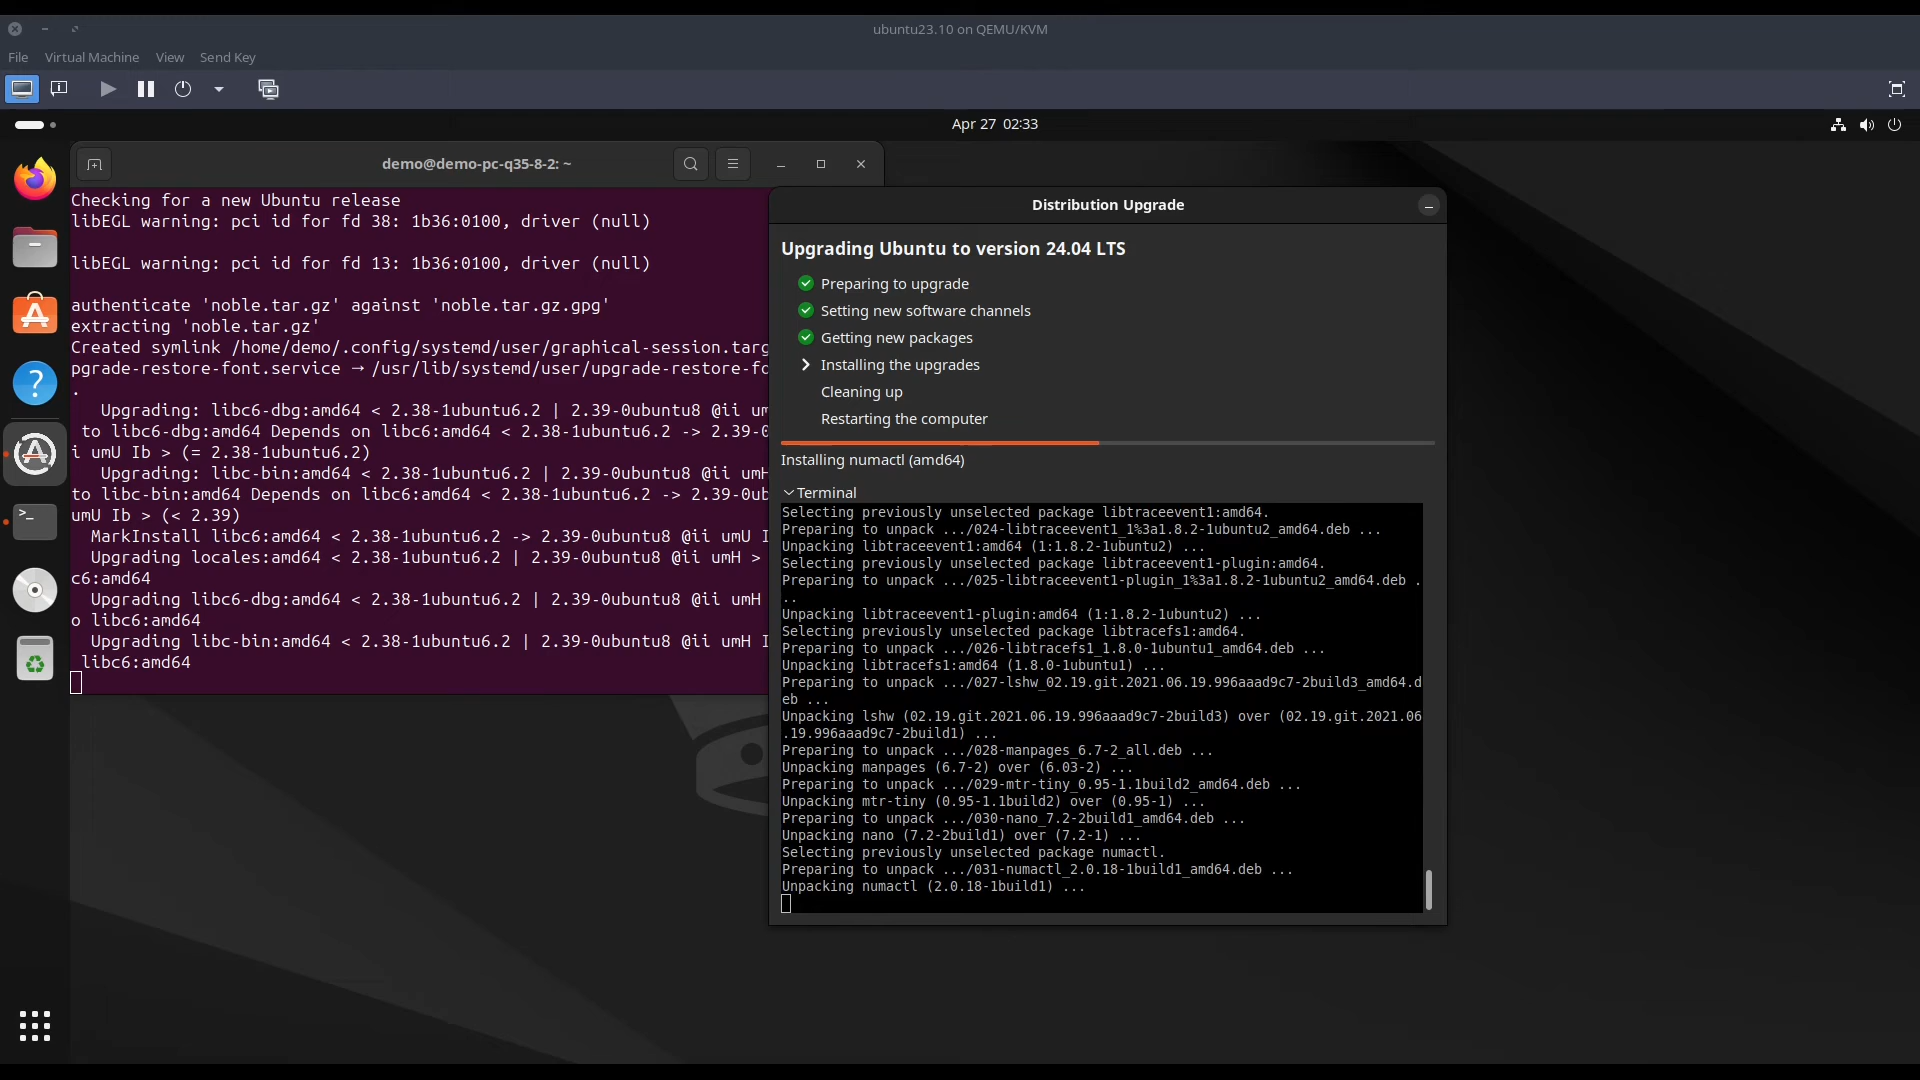 ubuntu23.10 on QEMU/KVM
File Virtual Machine View Send Key
Apr 27 02:33
demo@demo-pc-q35-8-2: ~
Checking for a new Ubuntu release
libEGL warning: pci id for fd 38: 1b36:0100, driver (null)
libEGL warning: pci id for fd 13: 1b36:0100, driver (null)
authenticate 'noble.tar.gz' against 'noble.tar.gz.gpg'
extracting 'noble.tar.gz'
Created symlink /home/demo/.config/systemd/user/graphical-session.targ
pgrade-restore-font.service → /usr/lib/systemd/user/upgrade-restore-fo
.
Upgrading: libc6-dbg:amd64 < 2.38-1ubuntu6.2 | 2.39-0ubuntu8 @ii um
to libc6-dbg:amd64 Depends on libc6:amd64 < 2.38-1ubuntu6.2 -> 2.39-0
i umU Ib > (= 2.38-1ubuntu6.2)
Upgrading: libc-bin:amd64 < 2.38-1ubuntu6.2 | 2.39-0ubuntu8 @ii umH
to libc-bin:amd64 Depends on libc6:amd64 < 2.38-1ubuntu6.2 -> 2.39-0ub
umU Ib > (< 2.39)
MarkInstall libc6:amd64 < 2.38-1ubuntu6.2 -> 2.39-0ubuntu8 @ii umU I
Upgrading locales:amd64 < 2.38-1ubuntu6.2 | 2.39-0ubuntu8 @ii umH >
c6:amd64
Upgrading libc6-dbg:amd64 < 2.38-1ubuntu6.2 | 2.39-0ubuntu8 @ii umH
o libc6:amd64
Upgrading libc-bin:amd64 < 2.38-1ubuntu6.2 | 2.39-0ubuntu8 @ii umH I
libc6:amd64
Distribution Upgrade
Upgrading Ubuntu to version 24.04 LTS
Preparing to upgrade
Setting new software channels
Getting new packages
Installing the upgrades
Cleaning up
Restarting the computer
Installing numactl (amd64)
Terminal
Selecting previously unselected package libtraceevent1:amd64.
Preparing to unpack .../024-libtraceevent1_1%3a1.8.2-1ubuntu2_amd64.deb ...
Unpacking libtraceevent1:amd64 (1:1.8.2-1ubuntu2) ...
Selecting previously unselected package libtraceevent1-plugin:amd64.
Preparing to unpack .../025-libtraceevent1-plugin_1%3a1.8.2-1ubuntu2_amd64.deb .
..
Unpacking libtraceevent1-plugin:amd64 (1:1.8.2-1ubuntu2) ...
Selecting previously unselected package libtracefs1:amd64.
Preparing to unpack .../026-libtracefs1_1.8.0-1ubuntu1_amd64.deb ...
Unpacking libtracefs1:amd64 (1.8.0-1ubuntu1) ...
Preparing to unpack .../027-lshw_02.19.git.2021.06.19.996aaad9c7-2build3_amd64.d
eb ...
Unpacking lshw (02.19.git.2021.06.19.996aaad9c7-2build3) over (02.19.git.2021.06
.19.996aaad9c7-2build1) ...
Preparing to unpack .../028-manpages_6.7-2_all.deb ...
Unpacking manpages (6.7-2) over (6.03-2) ...
Preparing to unpack .../029-mtr-tiny_0.95-1.1build2_amd64.deb ...
Unpacking mtr-tiny (0.95-1.1build2) over (0.95-1) ...
Preparing to unpack .../030-nano_7.2-2build1_amd64.deb ...
Unpacking nano (7.2-2build1) over (7.2-1) ...
Selecting previously unselected package numactl.
Preparing to unpack .../031-numactl_2.0.18-1build1_amd64.deb ...
Unpacking numactl (2.0.18-1build1) ...